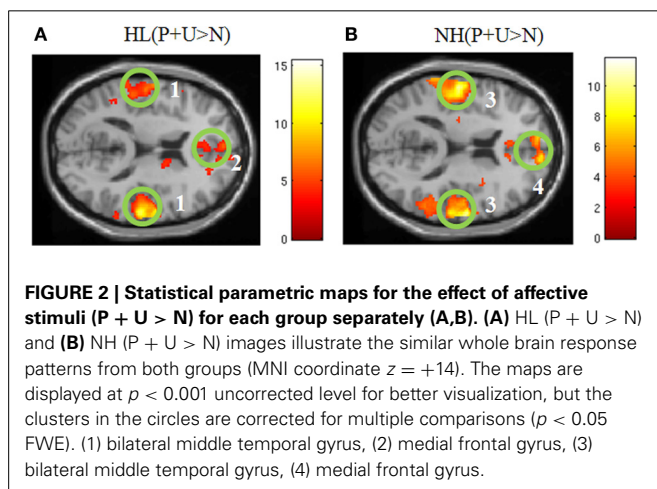 A
HL(P+U>N)
B
NH(P+U>N)
15
10
5
0
1
2
1
10
8
6
4
2
0
3
4
3
FIGURE 2 | Statistical parametric maps for the effect of affective
stimuli (P + U > N) for each group separately (A,B). (A) HL (P + U > N)
and (B) NH (P + U > N) images illustrate the similar whole brain response
patterns from both groups (MNI coordinate z = +14). The maps are
displayed at p < 0.001 uncorrected level for better visualization, but the
clusters in the circles are corrected for multiple comparisons (p < 0.05
FWE). (1) bilateral middle temporal gyrus, (2) medial frontal gyrus, (3)
bilateral middle temporal gyrus, (4) medial frontal gyrus.